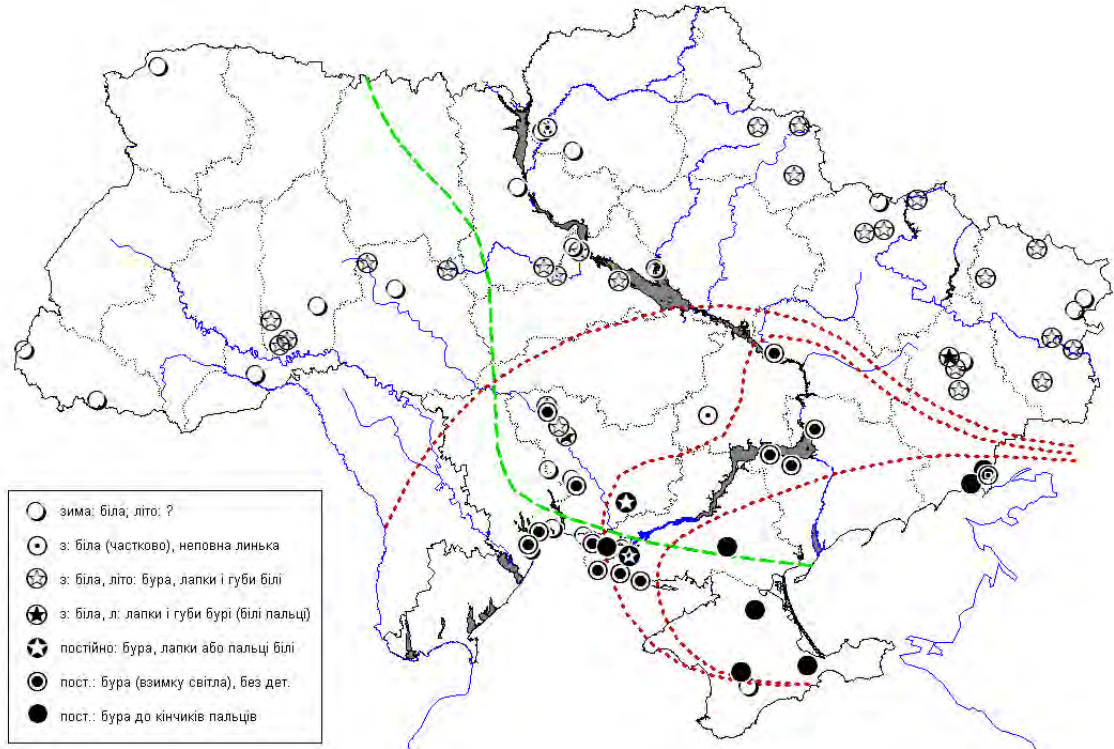 зима: біла, літо: ?
з: біла (частково), неповна линька
з: біла, літо: бура, лапки і губи білі
з: біла, л: лапки і губи бурі (білі пальці)
постійно: бура, лапки або пальці білі
пост.: бура (взимку світла), без дет.
пост.: бура до кінчиків пальців